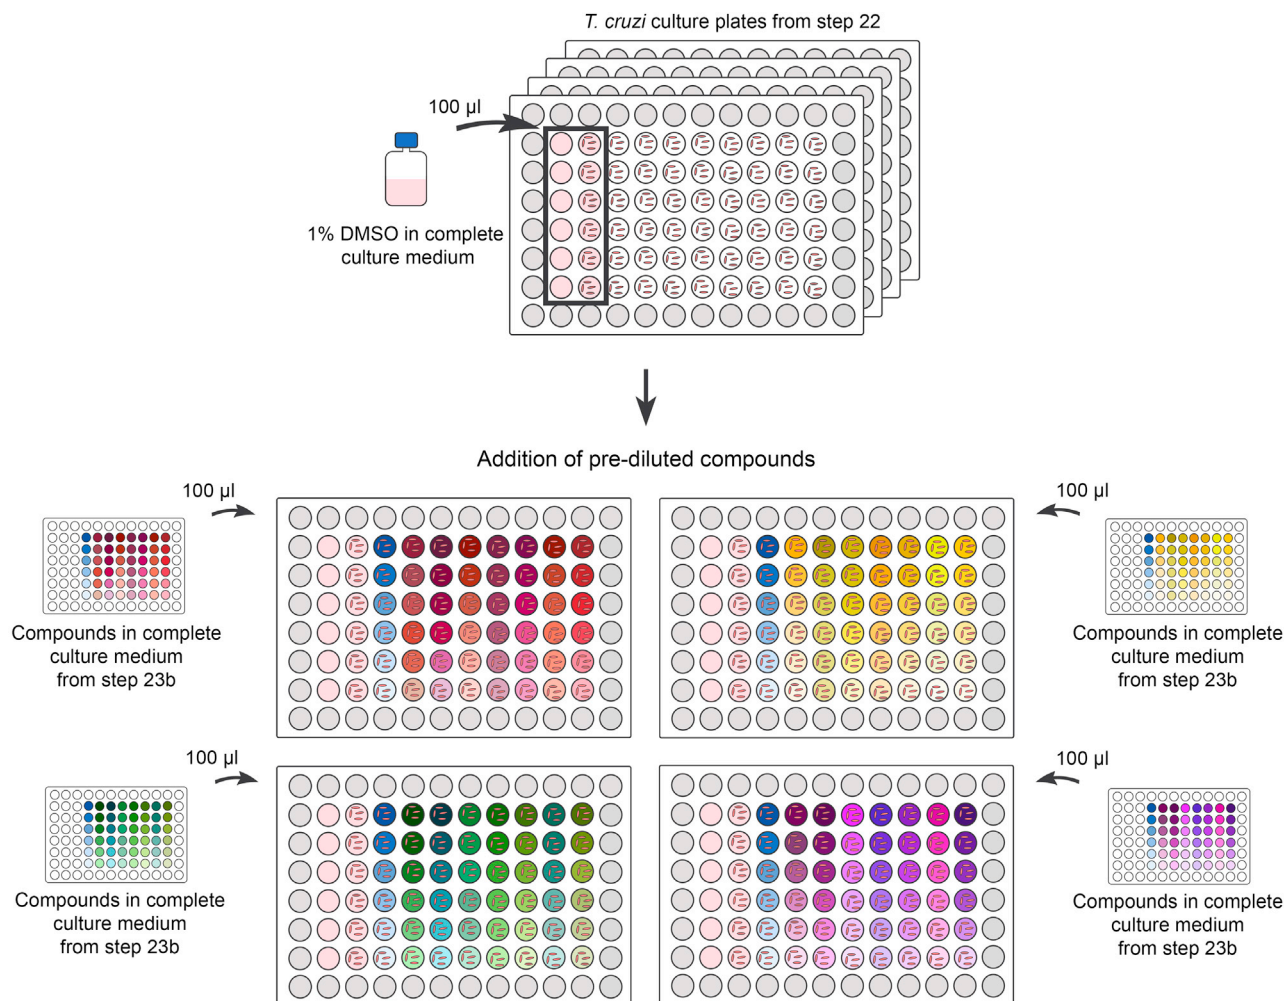 T. cruzi culture plates from step 22
100 µl
1% DMSO in complete
culture medium
Addition of pre-diluted compounds
100 µl
100 µl
Compounds in complete
culture medium
from step 23b
Compounds in complete
culture medium
from step 23b
100 µl
100 µl
Compounds in complete
culture medium
from step 23b
Compounds in complete
culture medium
from step 23b